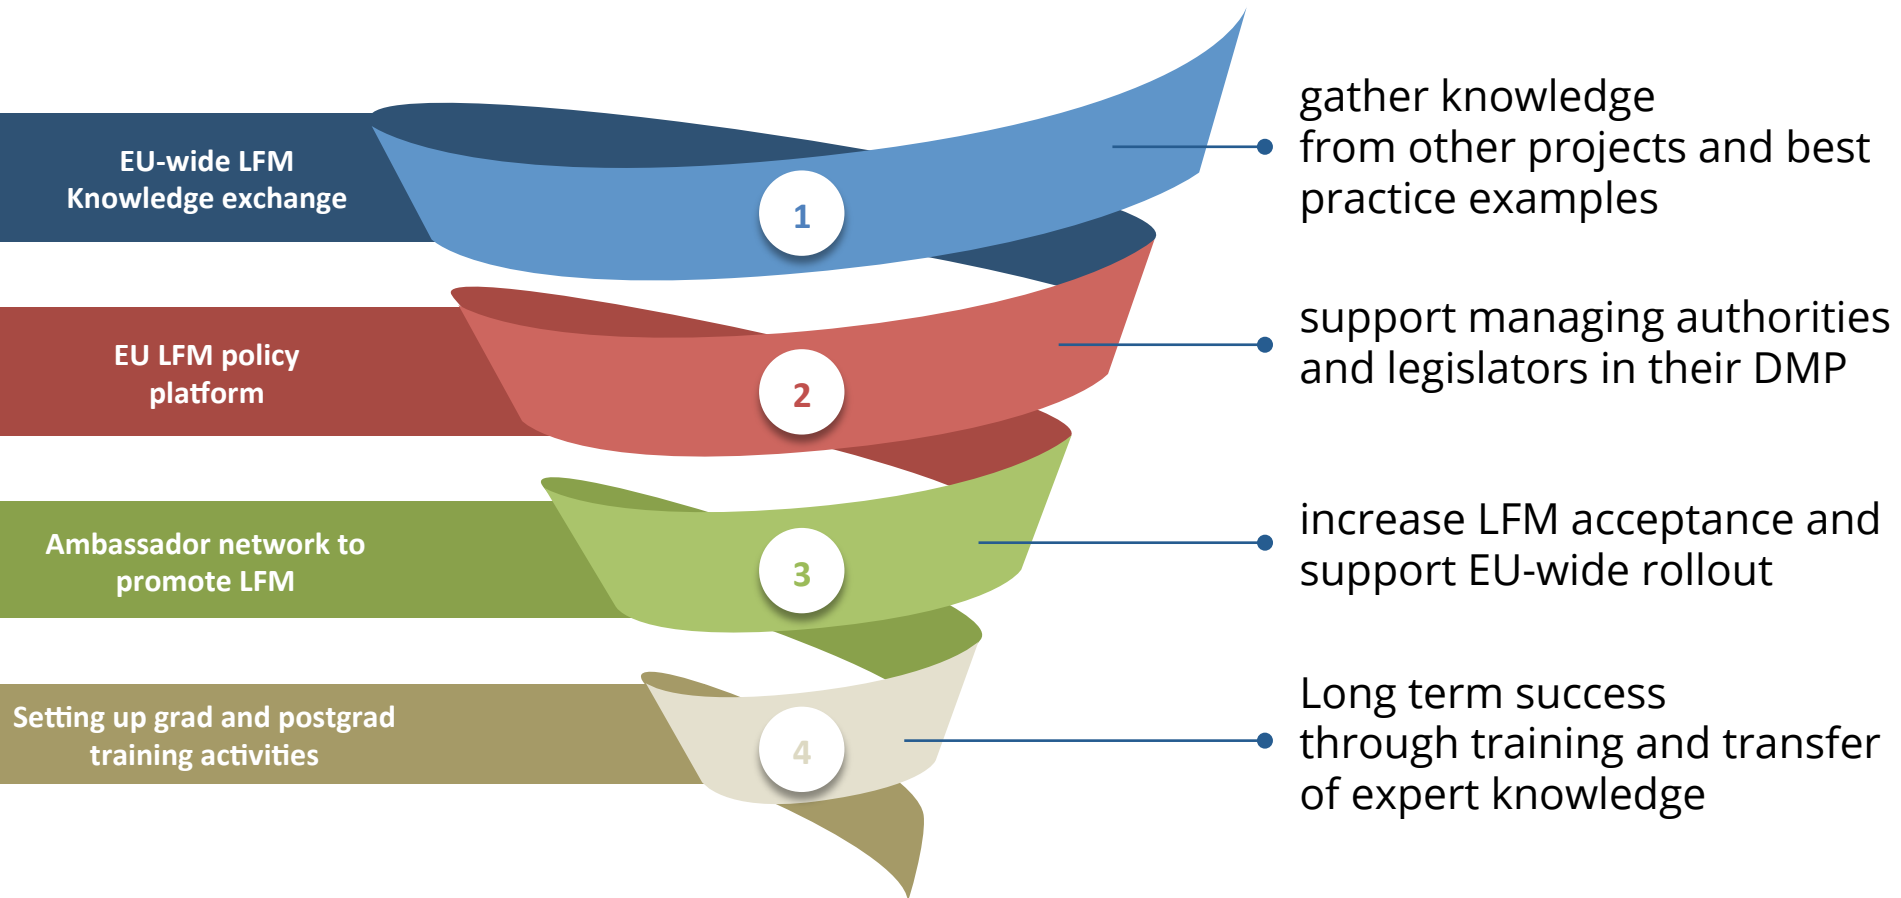 EU-wide LFM
Knowledge exchange
1
gather knowledge
from other projects and best
practice examples
EU LFM policy
platform
2
support managing authorities
and legislators in their DMP
Ambassador network to
promote LFM
3
increase LFM acceptance and
support EU-wide rollout
Setting up grad and postgrad
training activities
4
Long term success
through training and transfer
of expert knowledge